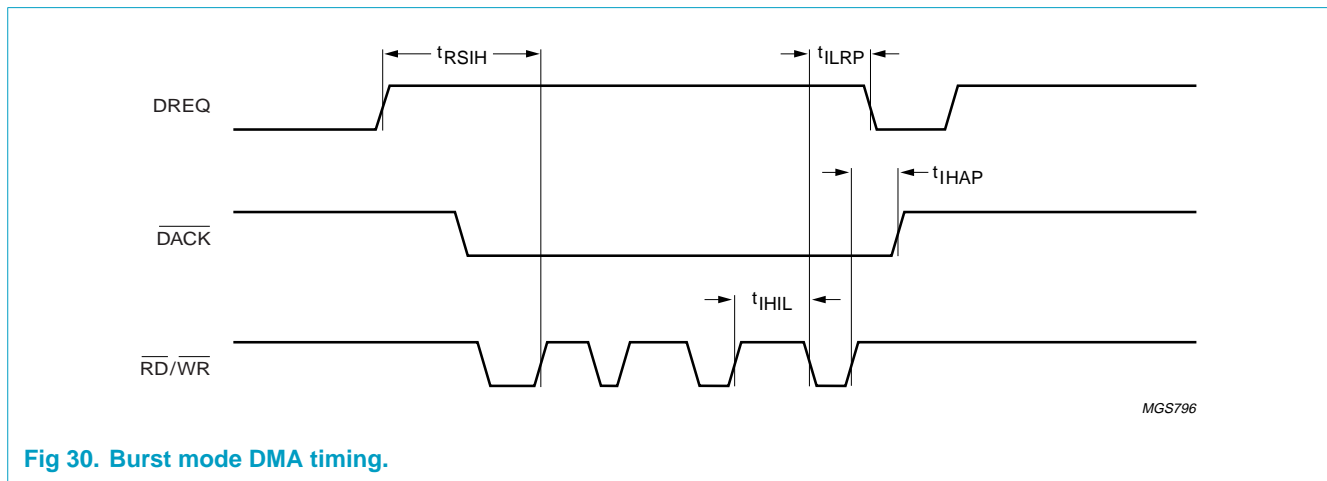 tRSIH tILRP
DREQ
tIHAP
DACK
tIHIL
RD/WR
MGS796
Fig 30. Burst mode DMA timing.